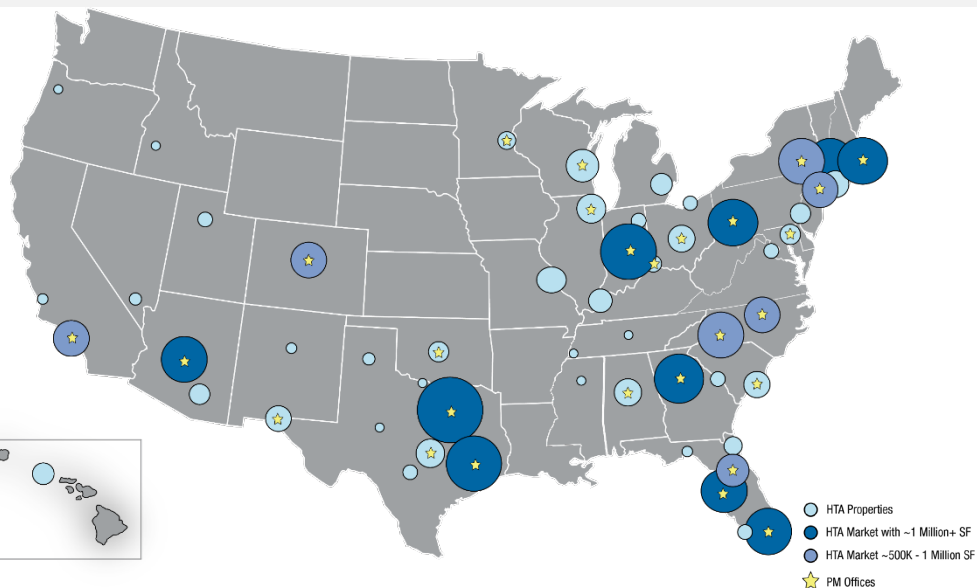 HTA Properties
HTA Market with ~1 Million+ SF
HTA Market ~500K - 1 Million SF
PM Offices